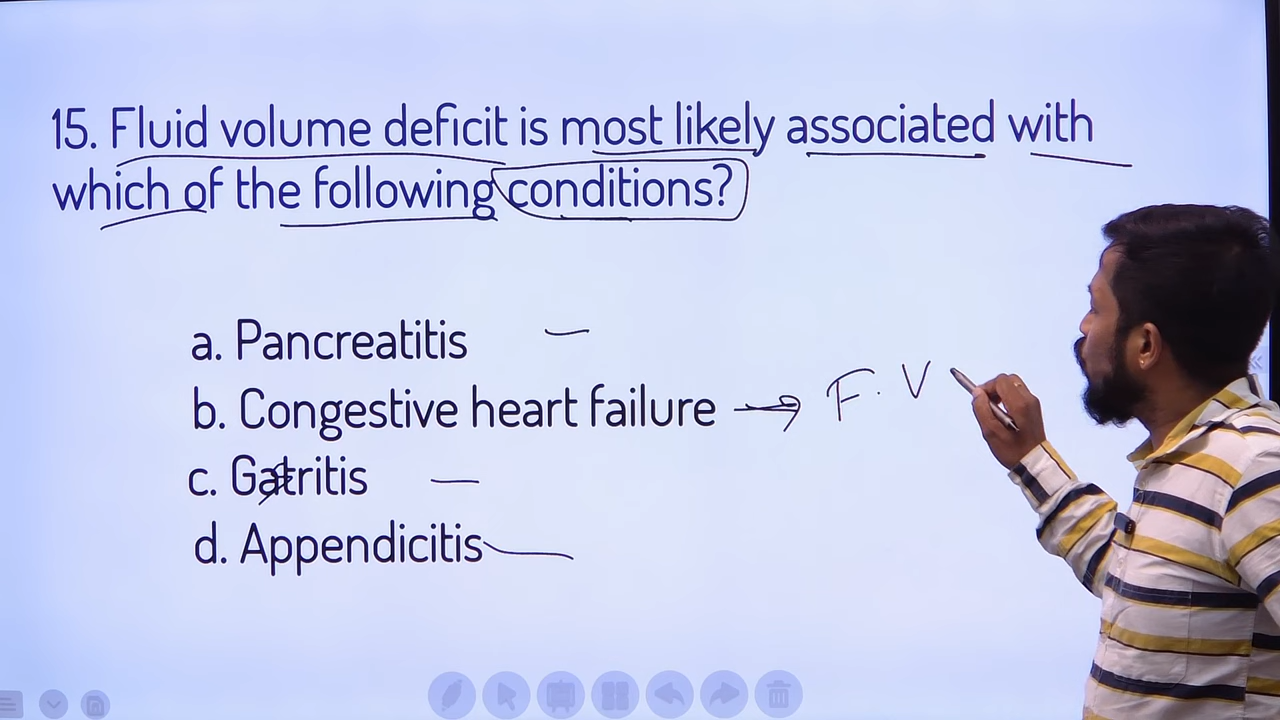 15. Fluid volume deficit is most likely associated with
which of the following conditions?
a. Pancreatitis
b. Congestive heart failure → F. V
c. Gatritis
d. Appendicitis